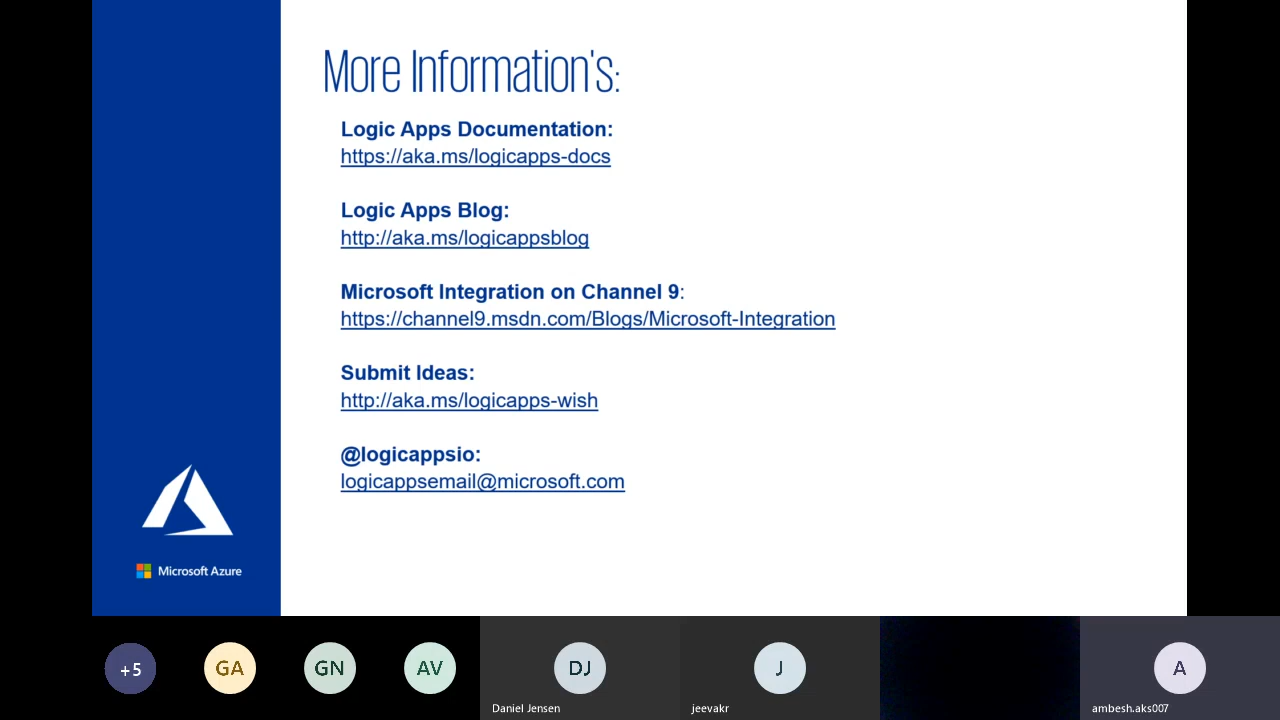 More Information's:
Logic Apps Documentation:
https://aka.ms/logicapps-docs
Logic Apps Blog:
http://aka.ms/logicappsblog
Microsoft Integration on Channel 9:
https://channel9.msdn.com/Blogs/Microsoft-Integration
Submit Ideas:
http://aka.ms/logicapps-wish
@logicappsio:
logicappsemail@microsoft.com
Microsoft Azure
+5
GA
GN
AV
DJ
Daniel Jensen
J
jeevakr
A
ambesh.aks007